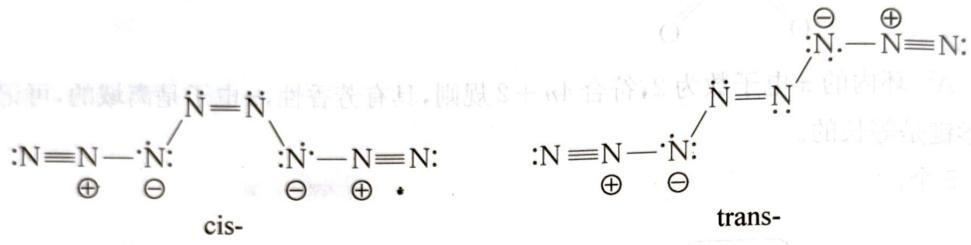 :N≡N—N: N=N :N—N≡N:
⊕ ⊖ ⊖ ⊕
cis-
:N≡N—N: N=N :N—N≡N:
⊕ ⊖ ⊖ ⊕
trans-